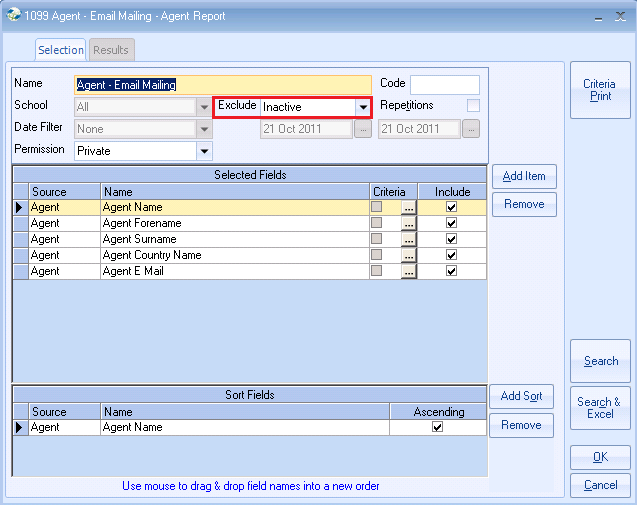 1099 Agent - Email Mailing - Agent Report
Selection Results
Name Agent - Email Mailing Code
School All Exclude Inactive Repetitions
Date Filter None 21 Oct 2011 ... 21 Oct 2011 ...
Permission Private
Criteria
Print
Selected Fields
Source Name Criteria Include
Agent Agent Name ...
Agent Agent Forename ...
Agent Agent Surname ...
Agent Agent Country Name ...
Agent Agent E Mail ...
Add Item
Remove
Sort Fields
Source Name Ascending
Agent Agent Name
Add Sort
Remove
Search
Search &
Excel
OK
Cancel
Use mouse to drag & drop field names into a new order